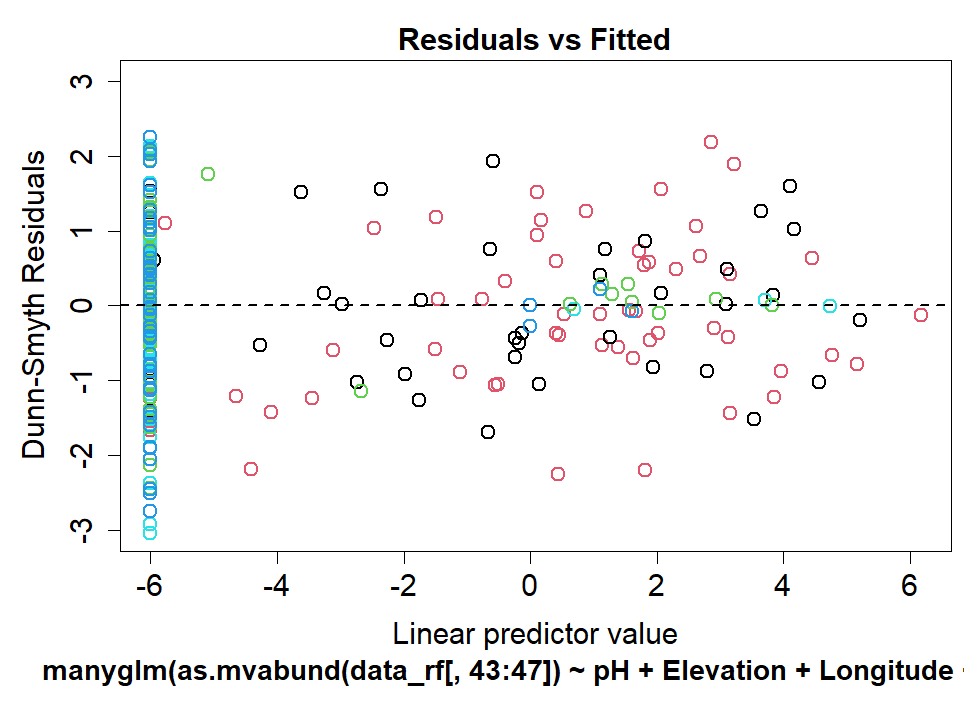 Residuals vs Fitted
Dunn-Smyth Residuals
3
2
1
0
-1
-2
-3
-6 -4 -2 0 2 4 6
Linear predictor value
manyglm(as.mvabund(data_rf[, 43:47]) ~ pH + Elevation + Longitude